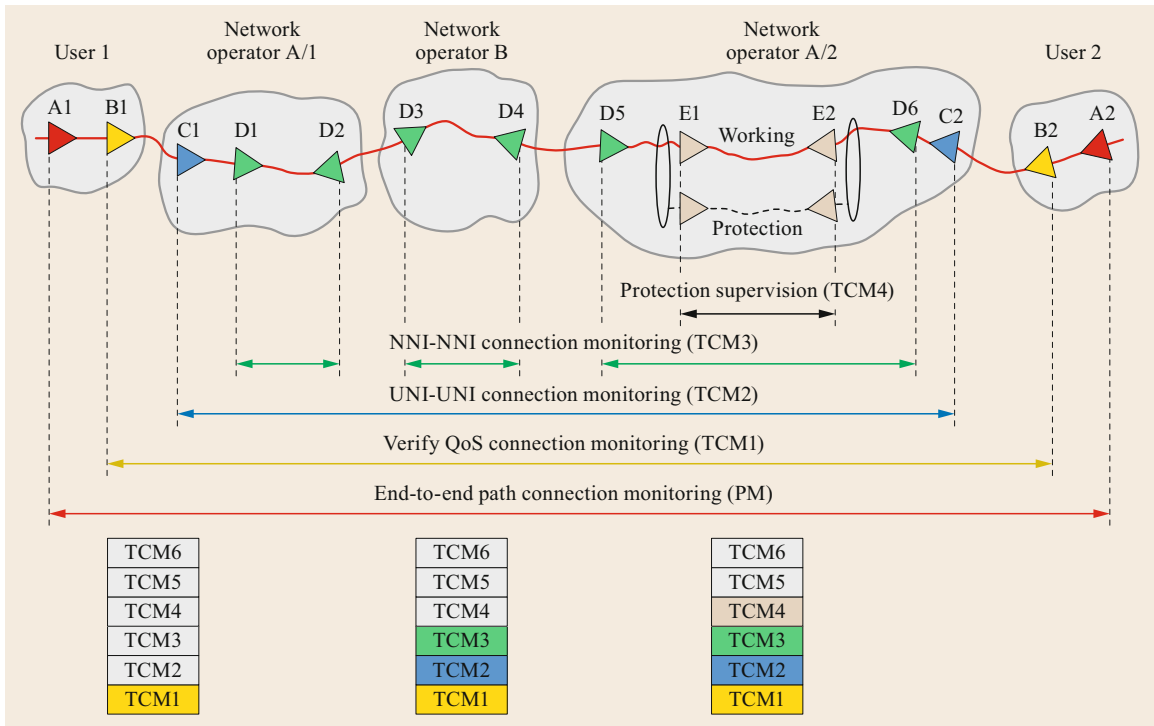 User 1
Network
operator A/1
Network
operator B
Network
operator A/2
User 2
A1
B1
C1
D1
D2
D3
D4
D5
E1
Working
E2
D6
C2
B2
A2
Protection
Protection supervision (TCM4)
NNI-NNI connection monitoring (TCM3)
UNI-UNI connection monitoring (TCM2)
Verify QoS connection monitoring (TCM1)
End-to-end path connection monitoring (PM)
TCM6
TCM5
TCM4
TCM3
TCM2
TCM1
TCM6
TCM5
TCM4
TCM3
TCM2
TCM1
TCM6
TCM5
TCM4
TCM3
TCM2
TCM1